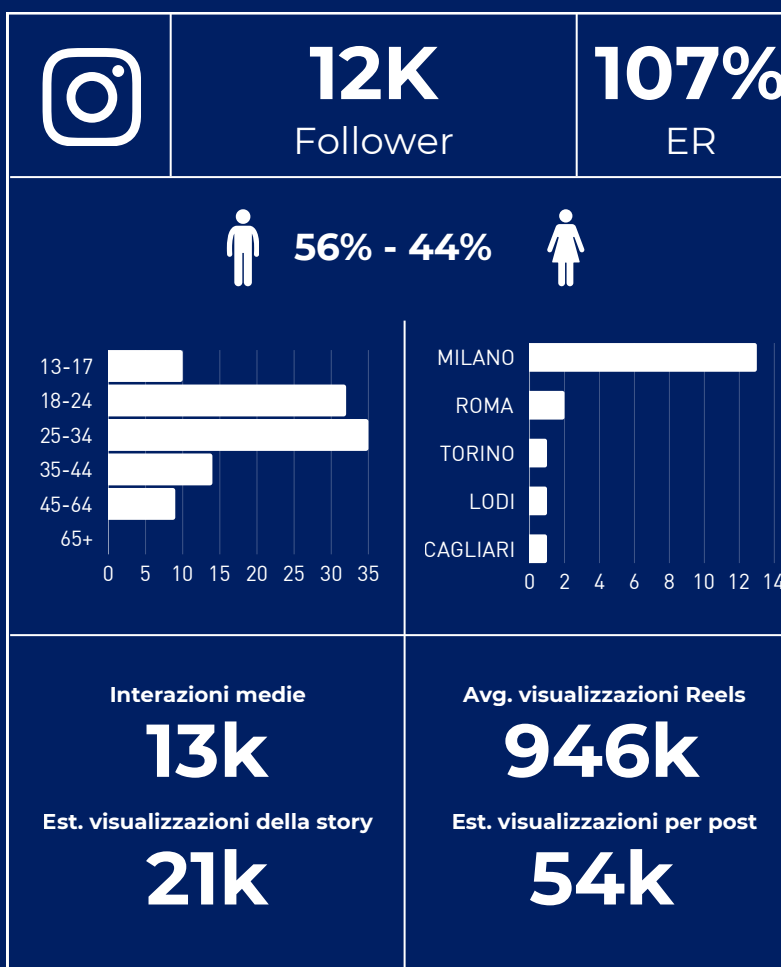 12K
Follower
107%
ER
56% - 44%
13-17
18-24
25-34
35-44
45-64
65+
0 5 10 15 20 25 30 35
MILANO
ROMA
TORINO
LODI
CAGLIARI
0 2 4 6 8 10 12 14
Interazioni medie
13k
Est. visualizzazioni della story
21k
Avg. visualizzazioni Reels
946k
Est. visualizzazioni per post
54k